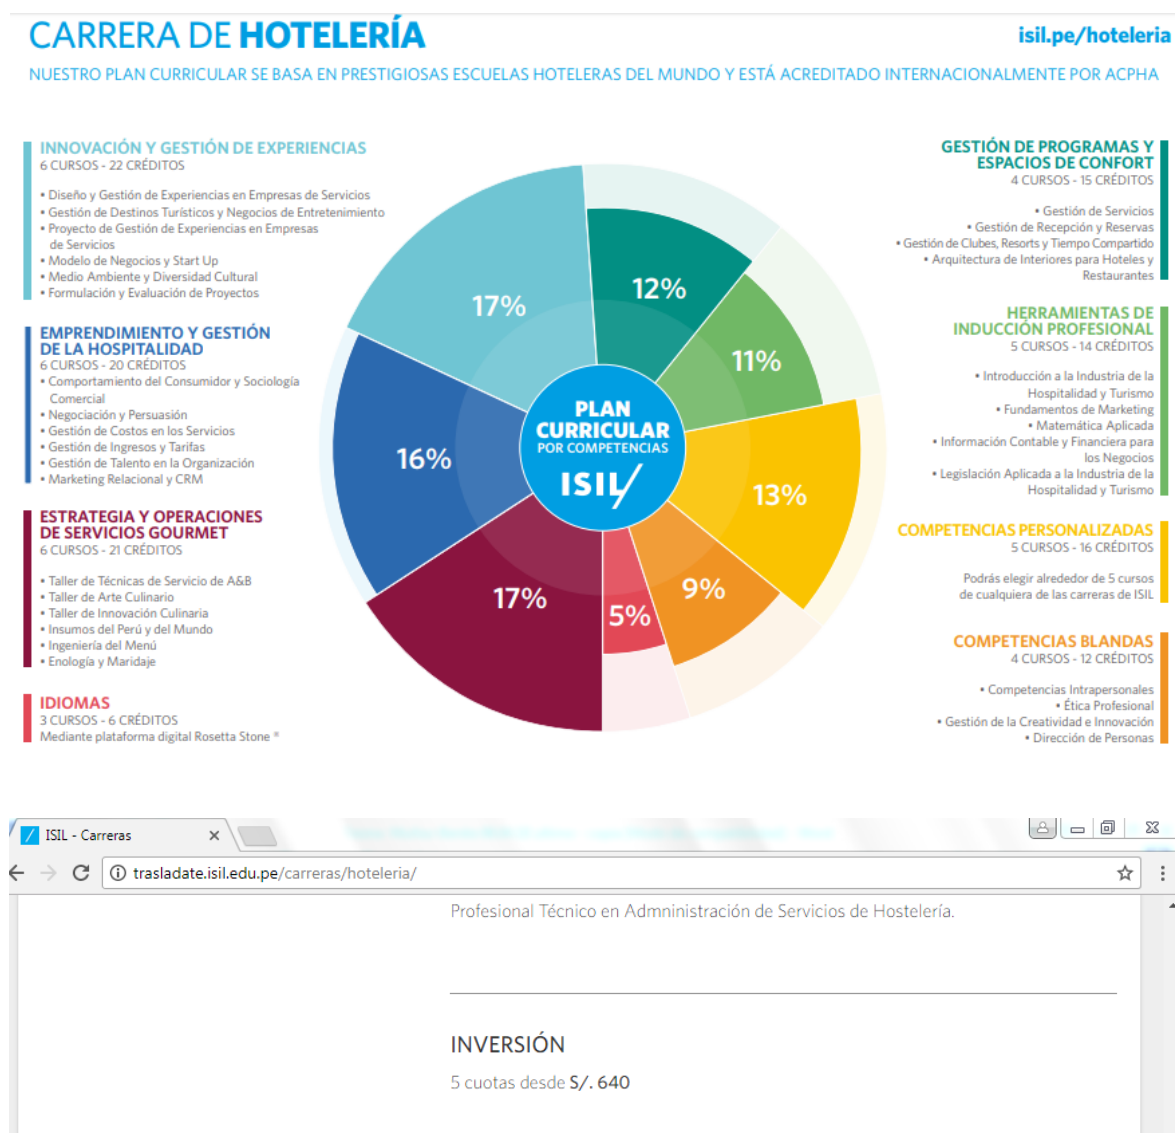 CARRERA DE HOTELERÍA
isil.pe/hoteleria
NUESTRO PLAN CURRICULAR SE BASA EN PRESTIGIOSAS ESCUELAS HOTELERAS DEL MUNDO Y ESTÁ ACREDITADO INTERNACIONALMENTE POR ACPHA
INNOVACIÓN Y GESTIÓN DE EXPERIENCIAS
6 CURSOS - 22 CRÉDITOS
• Diseño y Gestión de Experiencias en Empresas de Servicios
• Gestión de Destinos Turísticos y Negocios de Entretenimiento
• Proyecto de Gestión de Experiencias en Empresas
de Servicios
• Modelo de Negocios y Start Up
• Medio Ambiente y Diversidad Cultural
• Formulación y Evaluación de Proyectos
EMPRENDIMIENTO Y GESTIÓN
DE LA HOSPITALIDAD
6 CURSOS - 20 CRÉDITOS
• Comportamiento del Consumidor y Sociología
Comercial
• Negociación y Persuasión
• Gestión de Costos en los Servicios
• Gestión de Ingresos y Tarifas
• Gestión de Talento en la Organización
• Marketing Relacional y CRM
ESTRATEGIA Y OPERACIONES
DE SERVICIOS GOURMET
6 CURSOS - 21 CRÉDITOS
• Taller de Técnicas de Servicio de A&B
• Taller de Arte Culinario
• Taller de Innovación Culinaria
• Insumos del Perú y del Mundo
• Ingeniería del Menú
• Enología y Maridaje
IDIOMAS
3 CURSOS - 6 CRÉDITOS
Mediante plataforma digital Rosetta Stone ®
17%
12%
11%
16%
13%
17%
5%
9%
PLAN
CURRICULAR
POR COMPETENCIAS
ISIL/
GESTIÓN DE PROGRAMAS Y
ESPACIOS DE CONFORT
4 CURSOS - 15 CRÉDITOS
• Gestión de Servicios
• Gestión de Recepción y Reservas
• Gestión de Clubes, Resorts y Tiempo Compartido
• Arquitectura de Interiores para Hoteles y
Restaurantes
HERRAMIENTAS DE
INDUCCIÓN PROFESIONAL
5 CURSOS - 14 CRÉDITOS
• Introducción a la Industria de la
Hospitalidad y Turismo
• Fundamentos de Marketing
• Matemática Aplicada
• Información Contable y Financiera para
los Negocios
• Legislación Aplicada a la Industria de la
Hospitalidad y Turismo
COMPETENCIAS PERSONALIZADAS
5 CURSOS - 16 CRÉDITOS
Podrás elegir alrededor de 5 cursos
de cualquiera de las carreras de ISIL
COMPETENCIAS BLANDAS
4 CURSOS - 12 CRÉDITOS
• Competencias Intrapersonales
• Ética Profesional
• Gestión de la Creatividad e Innovación
• Dirección de Personas
ISIL - Carreras
trasladate.isil.edu.pe/carreras/hoteleria/
Profesional Técnico en Admninistración de Servicios de Hostelería.
INVERSIÓN
5 cuotas desde S/. 640